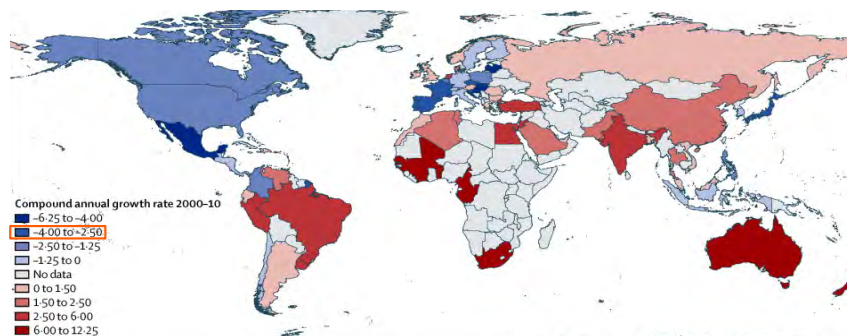 Compound annual growth rate 2000–10
–6·25 to –4·00
–4·00 to –2·50
–2·50 to –1·25
–1·25 to 0
No data
0 to 1·50
1·50 to 2·50
2·50 to 6·00
6·00 to 12·25